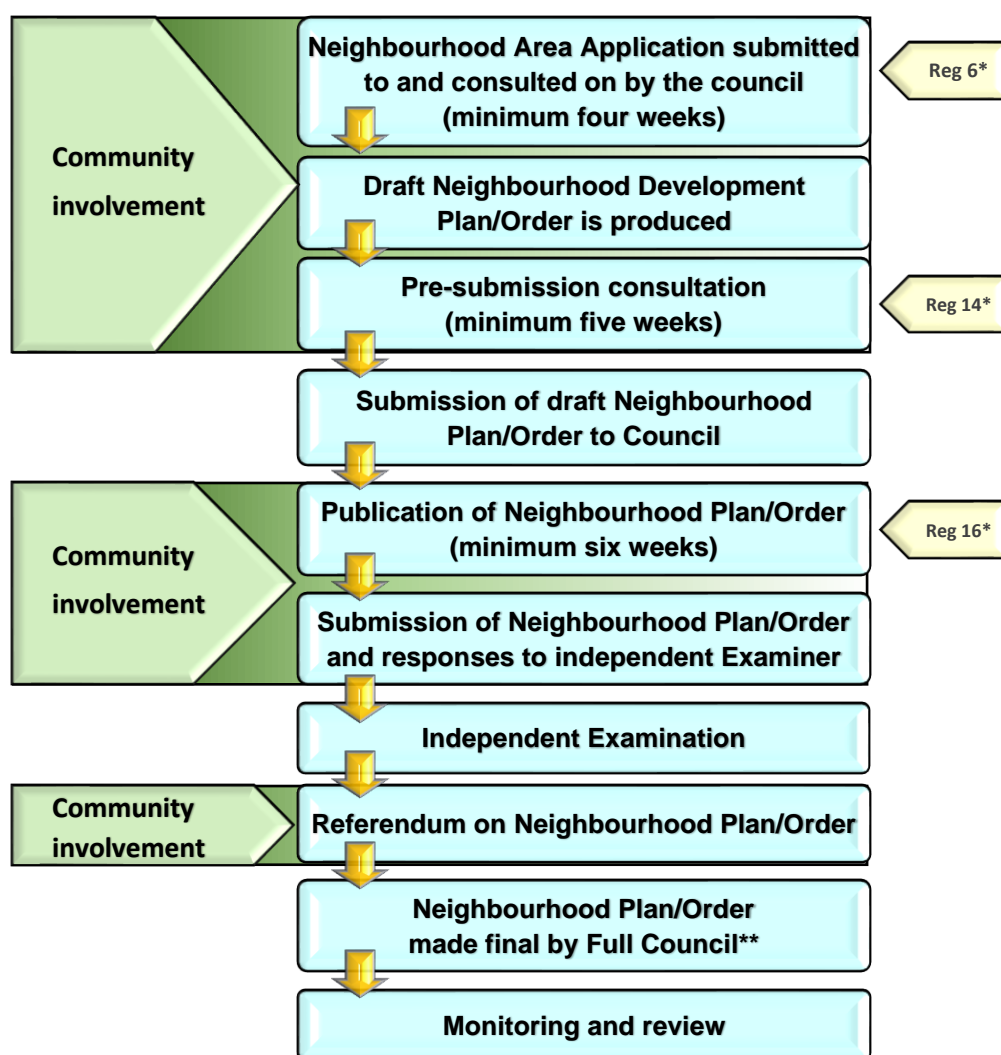 Neighbourhood Area Application submitted
to and consulted on by the council
(minimum four weeks)
Reg 6*
Community
involvement
Draft Neighbourhood Development
Plan/Order is produced
Pre-submission consultation
(minimum five weeks)
Reg 14*
Submission of draft Neighbourhood
Plan/Order to Council
Publication of Neighbourhood Plan/Order
(minimum six weeks)
Reg 16*
Community
involvement
Submission of Neighbourhood Plan/Order
and responses to independent Examiner
Independent Examination
Community
involvement
Referendum on Neighbourhood Plan/Order
Neighbourhood Plan/Order
made final by Full Council**
Monitoring and review